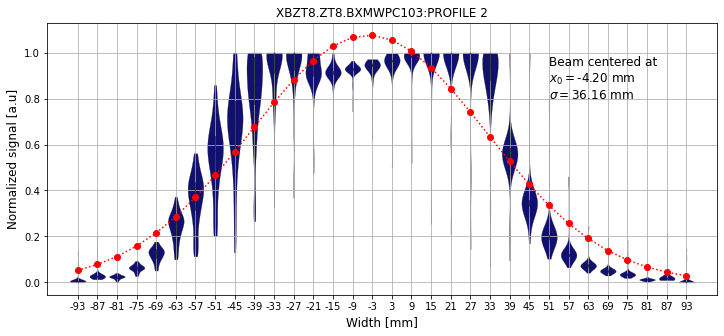 XBZT8.ZT8.BXMWPC103:PROFILE 2
Normalized signal [a.u]
1.0
0.8
0.6
0.4
0.2
0.0
Beam centered at
x₀ = -4.20 mm
σ = 36.16 mm
-93 -87 -81 -75 -69 -63 -57 -51 -45 -39 -33 -27 -21 -15 -9 -3 3 9 15 21 27 33 39 45 51 57 63 69 75 81 87 93
Width [mm]